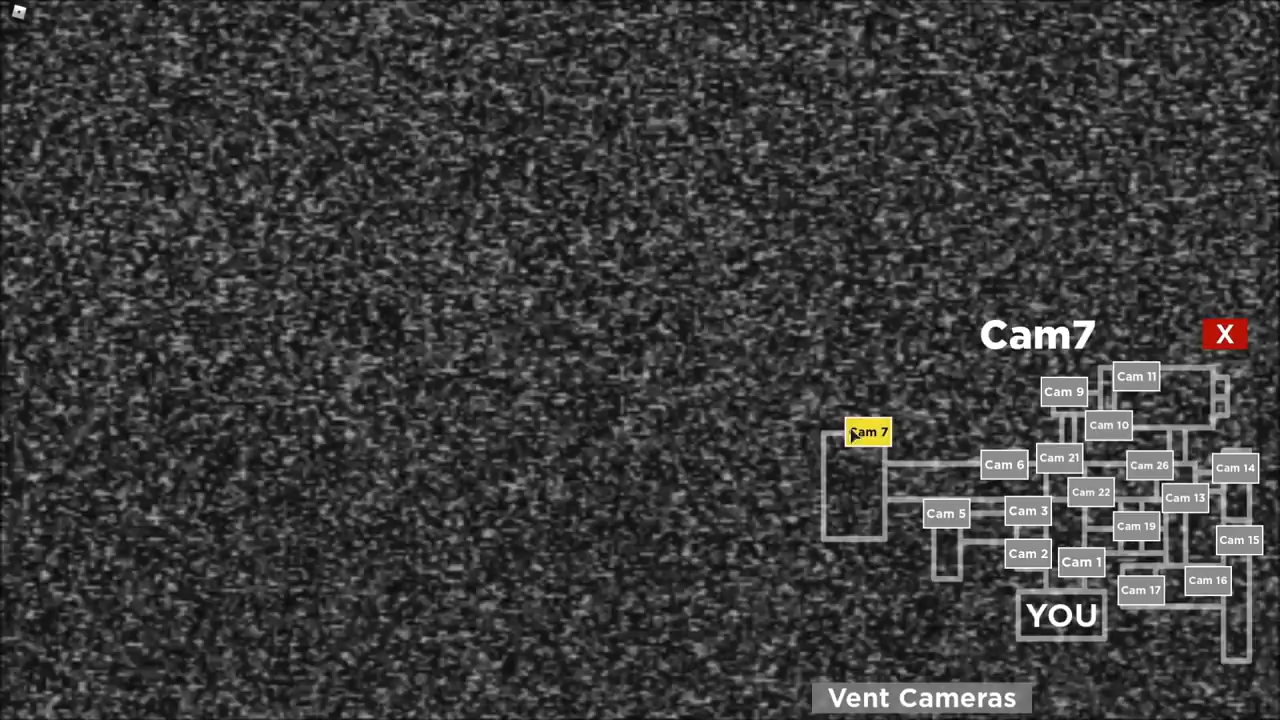 Cam7
X
Cam 11
Cam 9
Cam 10
Cam 7
Cam 21
Cam 6
Cam 26
Cam 14
Cam 22
Cam 13
Cam 5
Cam 3
Cam 19
Cam 15
Cam 2
Cam 1
Cam 16
Cam 17
YOU
Vent Cameras